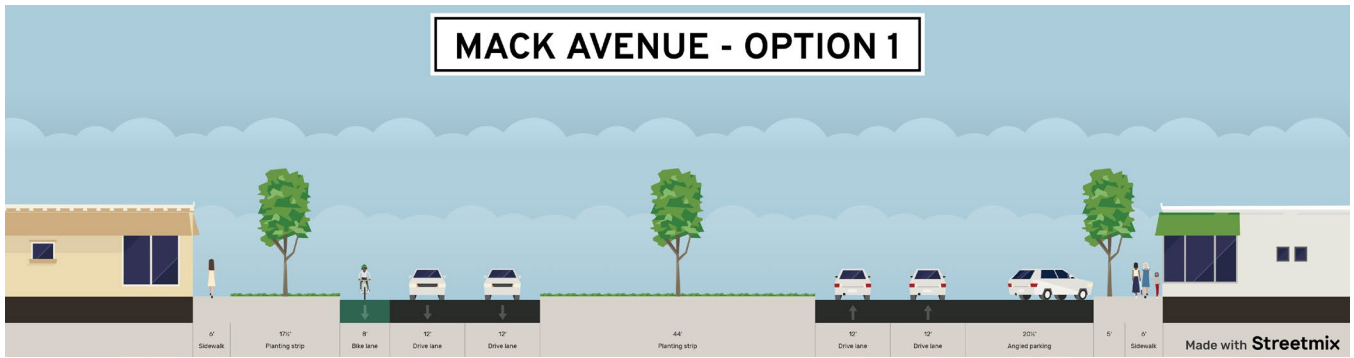 MACK AVENUE - OPTION 1
6' 17½' 8' 12' 12' 44' 12' 12' 20½' 5' 6'
Sidewalk Planting strip Bike lane Drive lane Drive lane Planting strip Drive lane Drive lane Angled parking Sidewalk
Made with Streetmix